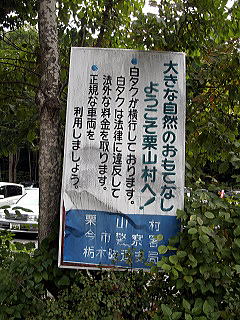 大きな自然のおもてなし
ようこそ栗山村へ!
白タクが横行しております。
白タクは法律に違反して
法外な料金を取ります。
正規な車両を
利用しましょう。
栗山村
今市警察署
栃木陸運支局